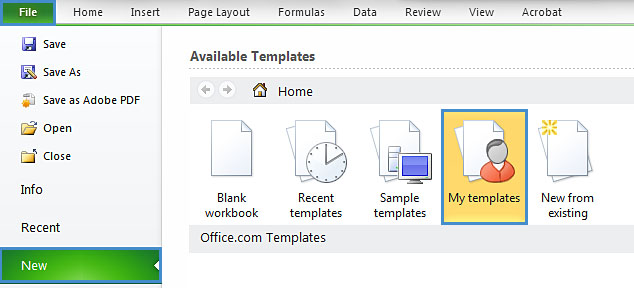 File Home Insert Page Layout Formulas Data Review View Acrobat
Save
Save As
Save as Adobe PDF
Open
Close
Info
Recent
New
Available Templates
Home
Blank
workbook
Recent
templates
Sample
templates
My templates
New from
existing
Office.com Templates